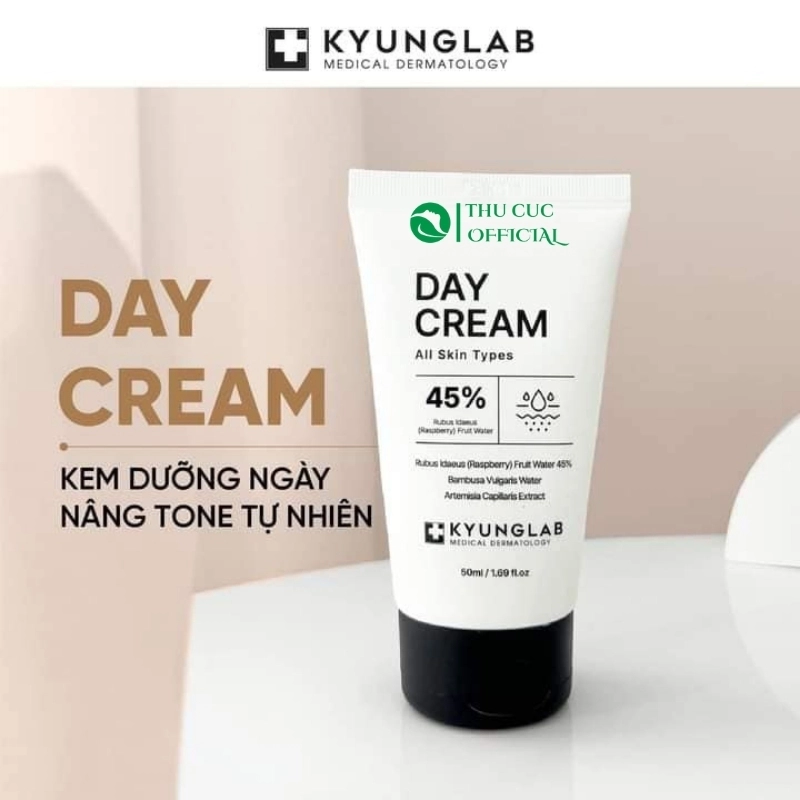 KYUNGLAB
MEDICAL DERMATOLOGY
THU CUC
OFFICIAL
DAY
CREAM
KEM DƯỠNG NGÀY
NÂNG TONE TỰ NHIÊN
DAY
CREAM
All Skin Types
45%
Rubus Idaeus
(Raspberry) Fruit Water
Rubus Idaeus (Raspberry) Fruit Water 45%
Bambusa Vulgaris Water
Artemisia Capillaris Extract
KYUNGLAB
MEDICAL DERMATOLOGY
50ml / 1.69 fl.oz